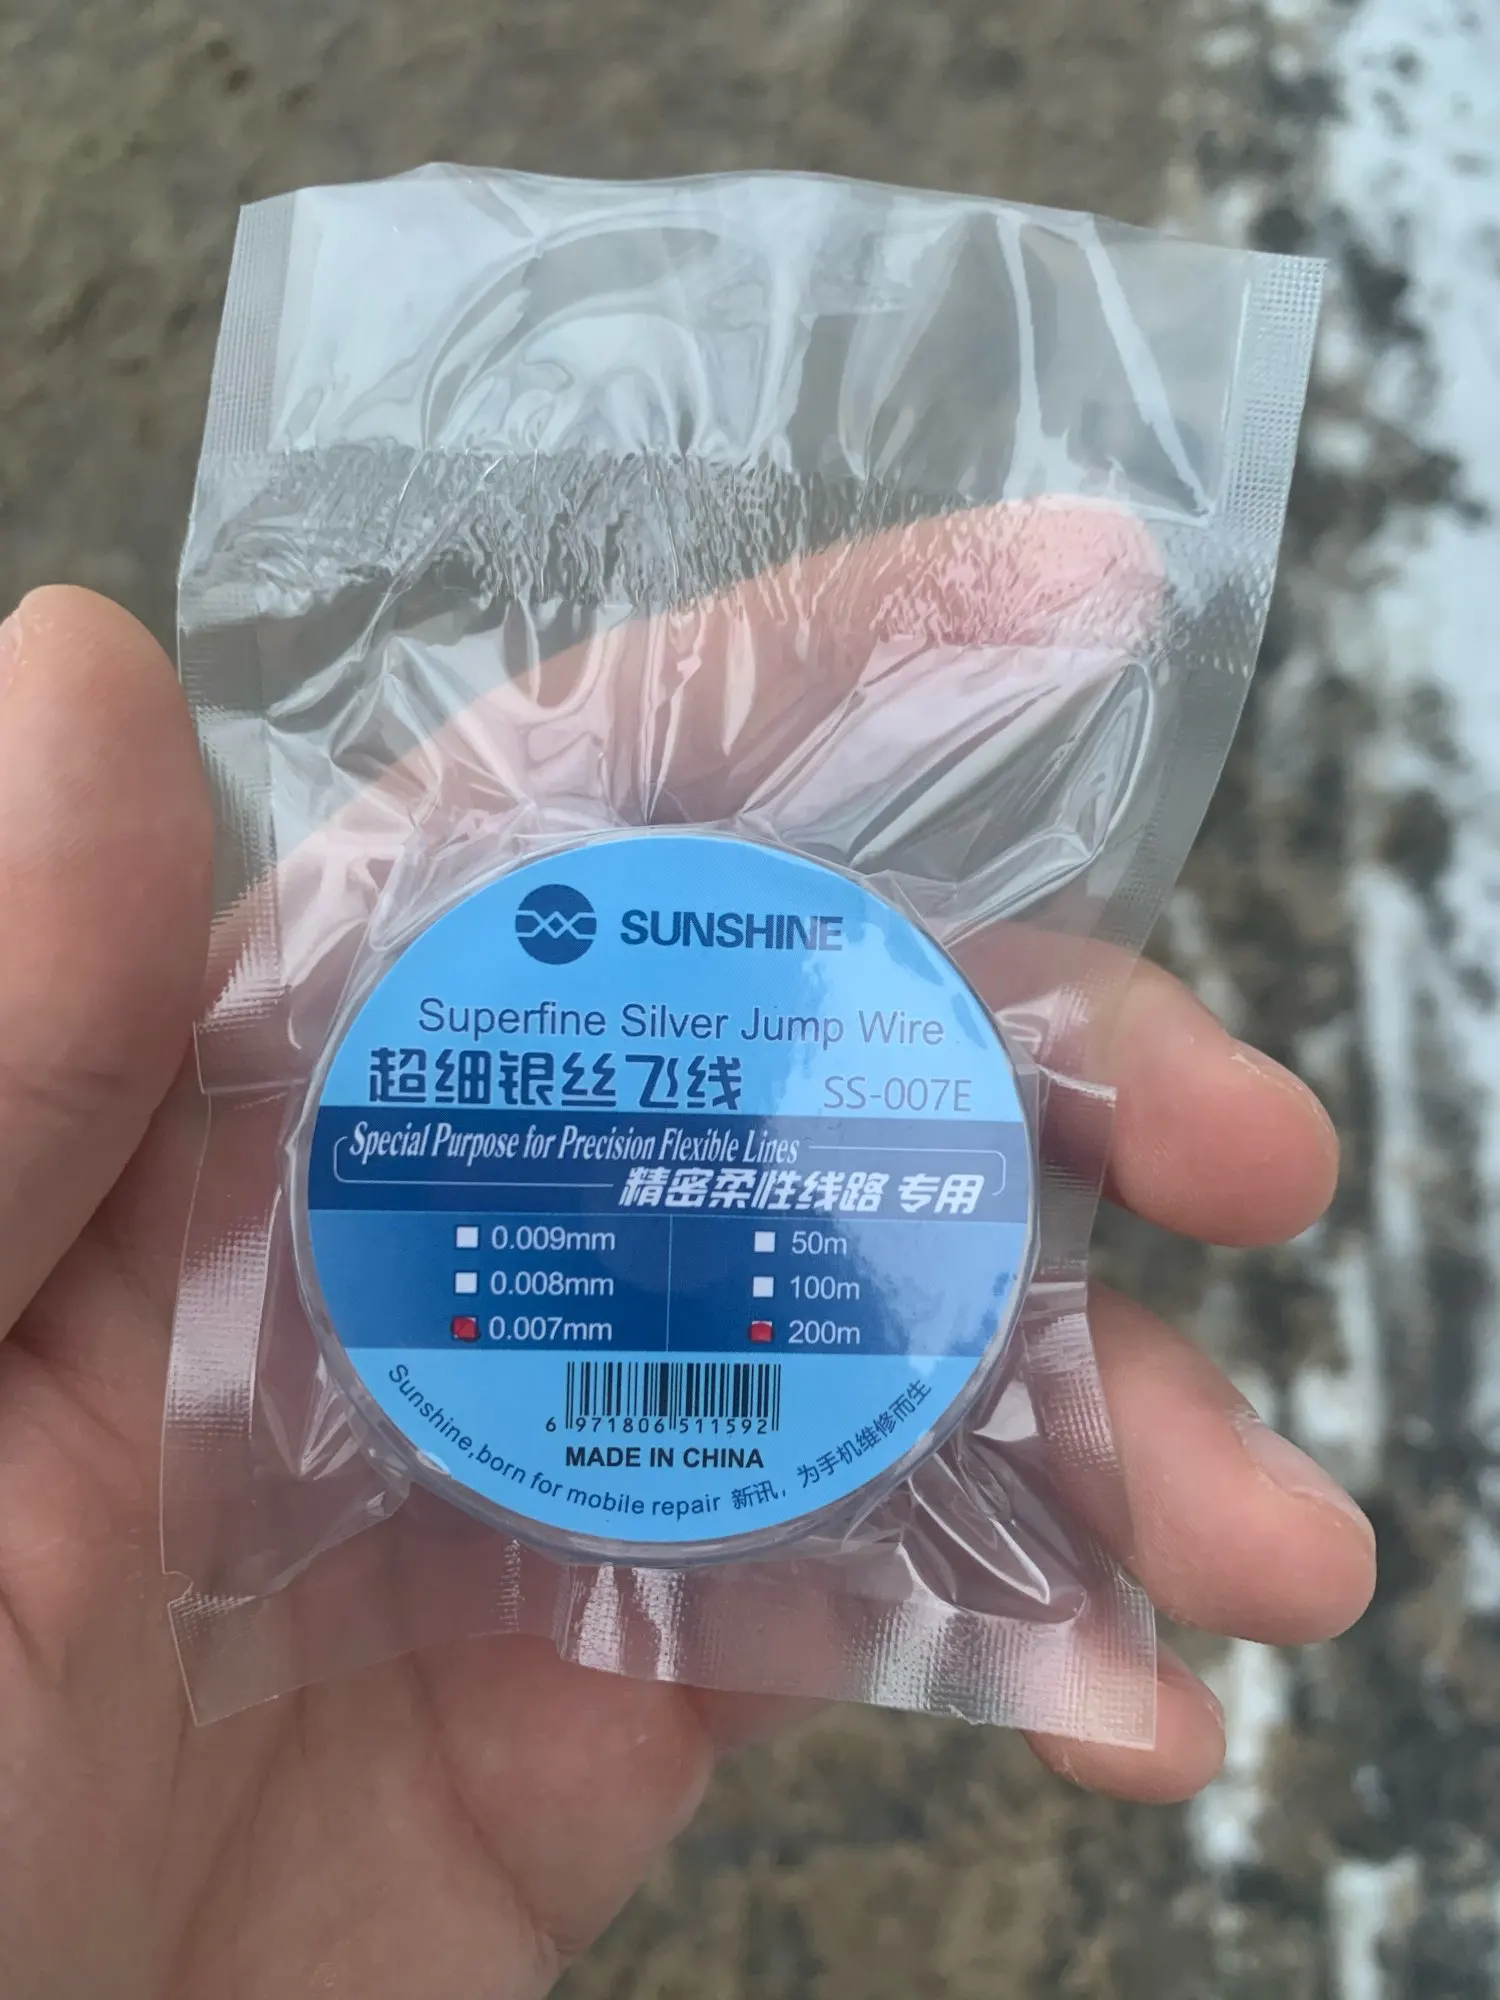 SUNSHINE
Superfine Silver Jump Wire
超细银丝飞线 SS-007E
Special Purpose for Precision Flexible Lines
精密柔性线路 专用
0.009mm 50m
0.008mm 100m
0.007mm 200m
6 971806 511592
MADE IN CHINA
Sunshine,born for mobile repair 新讯，为手机维修而生